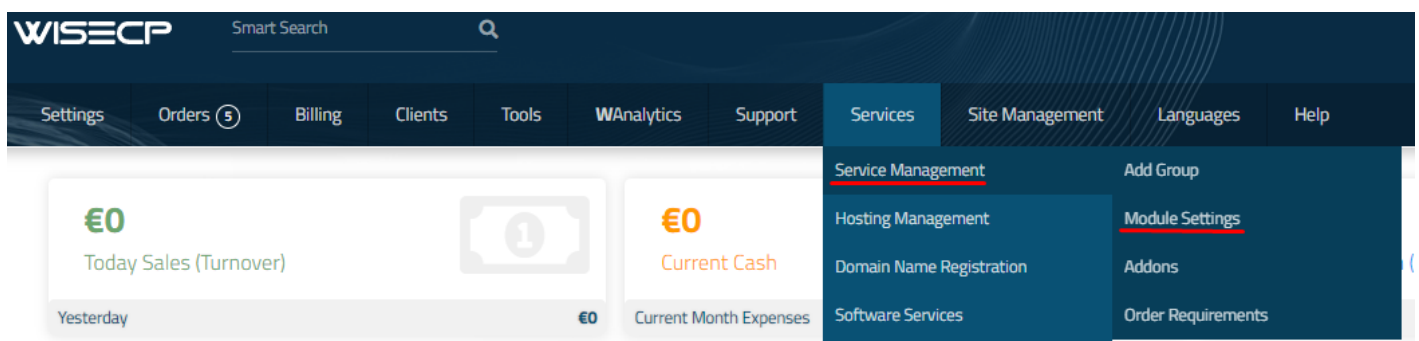 WISECP Smart Search
Settings Orders 5 Billing Clients Tools WAnalytics Support Services Site Management Languages Help
Service Management Add Group
Hosting Management Module Settings
Domain Name Registration Addons
Software Services Order Requirements
€0
Today Sales (Turnover)
Yesterday €0
1
€0
Current Cash
Current Month Expenses
(